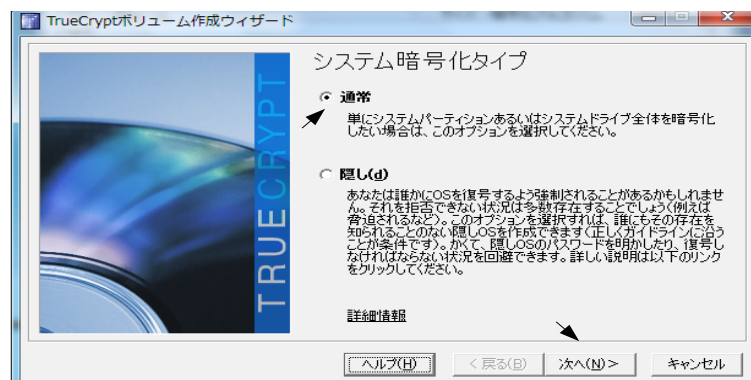 TrueCryptボリューム作成ウィザード
TRUECRYPT
システム暗号化タイプ
通常
単にシステムパーティションあるいはシステムドライブ全体を暗号化
したい場合は、このオプションを選択してください。
隠し(d)
あなたは誰かにOSを復号するよう強制されることがあるかもしれませ
ん。それを拒否できない状況は多数存在することでしょう(例えば
脅迫されるなど)。このオプションを選択すれば、誰にもその存在を
知られることのない隠しOSを作成できます(正しくガイドラインに沿う
ことが条件です)。かくて、隠しOSのパスワードを明かしたり、復号し
なければならない状況を回避できます。詳しい説明は以下のリンク
をクリックしてください。
詳細情報
ヘルプ(H)
< 戻る(B)
次へ(N) >
キャンセル